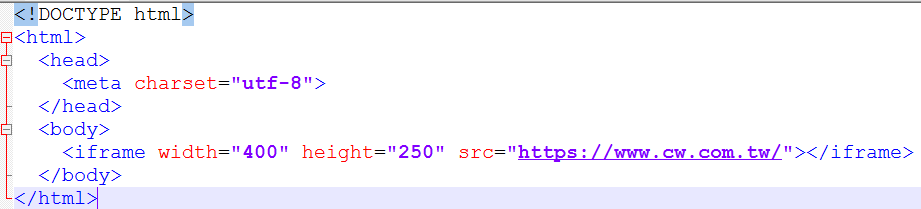 <!DOCTYPE html>
<html>
<head>
<meta charset="utf-8">
</head>
<body>
<iframe width="400" height="250" src="https://www.cw.com.tw/"></iframe>
</body>
</html>